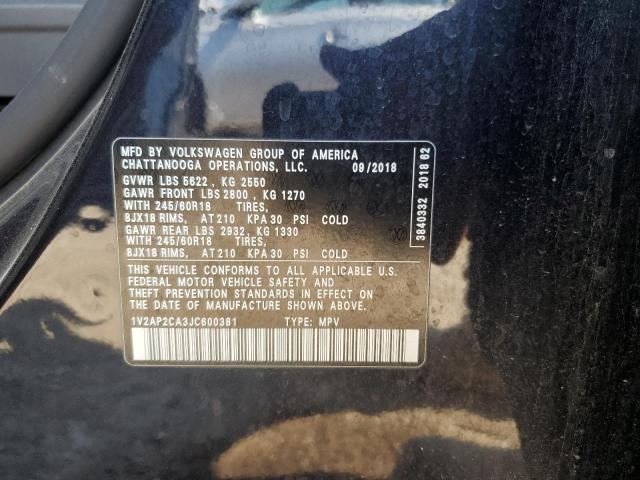 MFD BY VOLKSWAGEN GROUP OF AMERICA
CHATTANOOGA OPERATIONS, LLC. 09/2018
GVWR LBS 5622 , KG 2550
GAWR FRONT LBS 2800 , KG 1270
WITH 245/60R18 TIRES,
8JX18 RIMS, AT 210 KPA 30 PSI COLD
GAWR REAR LBS 2932, KG 1330
WITH 245/60R18 TIRES,
8JX18 RIMS, AT 210 KPA 30 PSI COLD
THIS VEHICLE CONFORMS TO ALL APPLICABLE U.S.
FEDERAL MOTOR VEHICLE SAFETY AND
THEFT PREVENTION STANDARDS IN EFFECT ON
THE DATE OF MANUFACTURE SHOWN ABOVE.
1V2AP2CA3JC600381 TYPE: MPV
3840332 2018 62